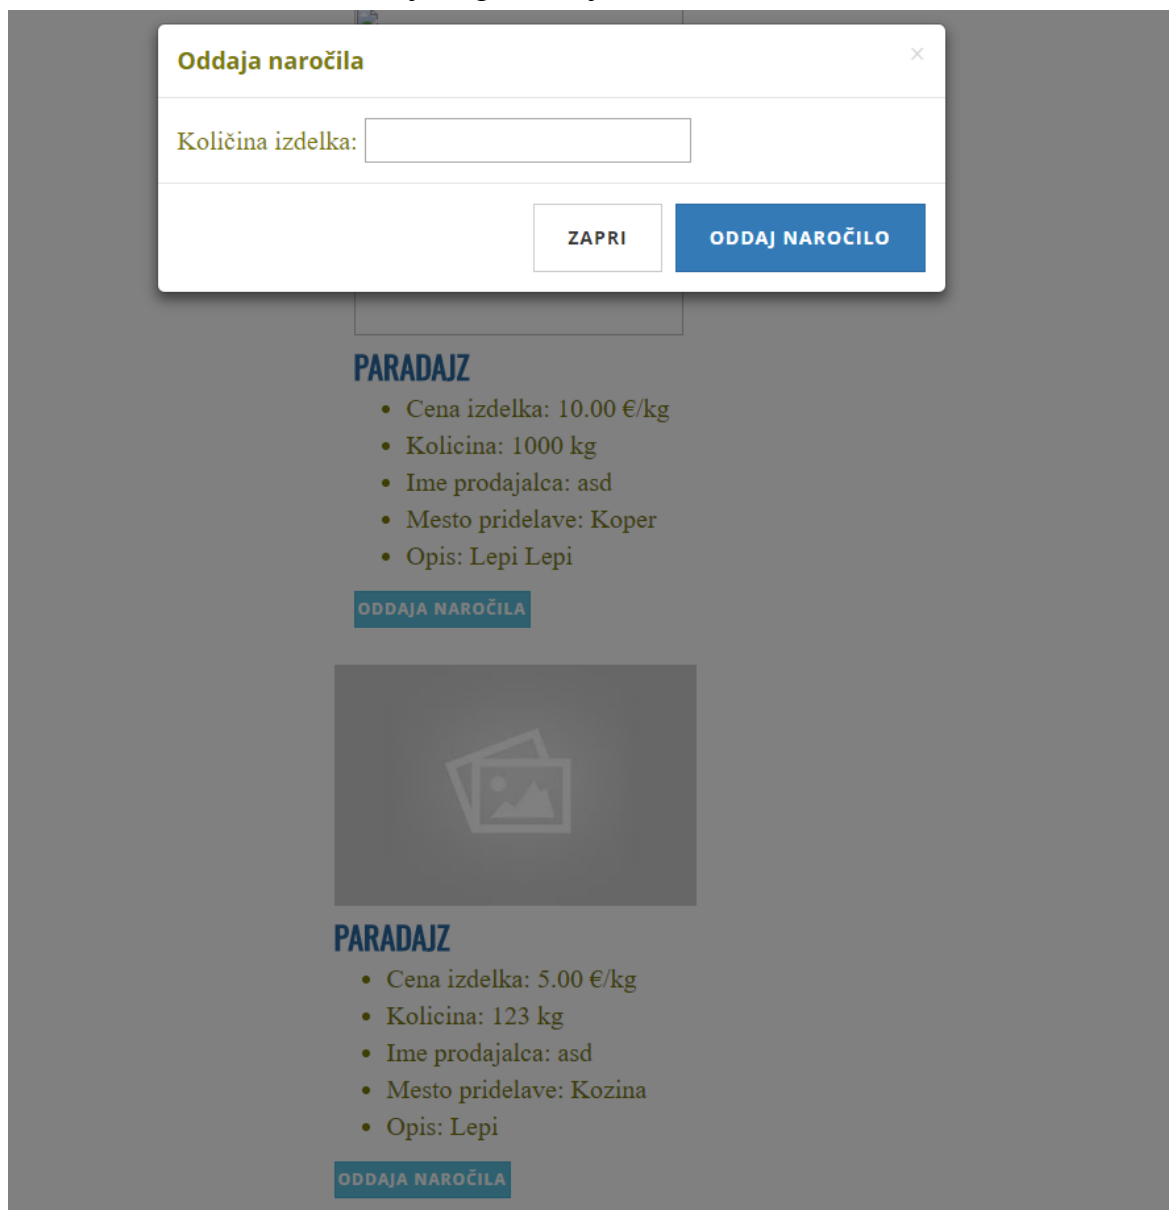 Oddaja naročila
×
Količina izdelka:
ZAPRI
ODDAJ NAROČILO
PARADAJZ
• Cena izdelka: 10.00 €/kg
• Kolicina: 1000 kg
• Ime prodajalca: asd
• Mesto pridelave: Koper
• Opis: Lepi Lepi
ODDAJA NAROČILA
PARADAJZ
• Cena izdelka: 5.00 €/kg
• Kolicina: 123 kg
• Ime prodajalca: asd
• Mesto pridelave: Kozina
• Opis: Lepi
ODDAJA NAROČILA